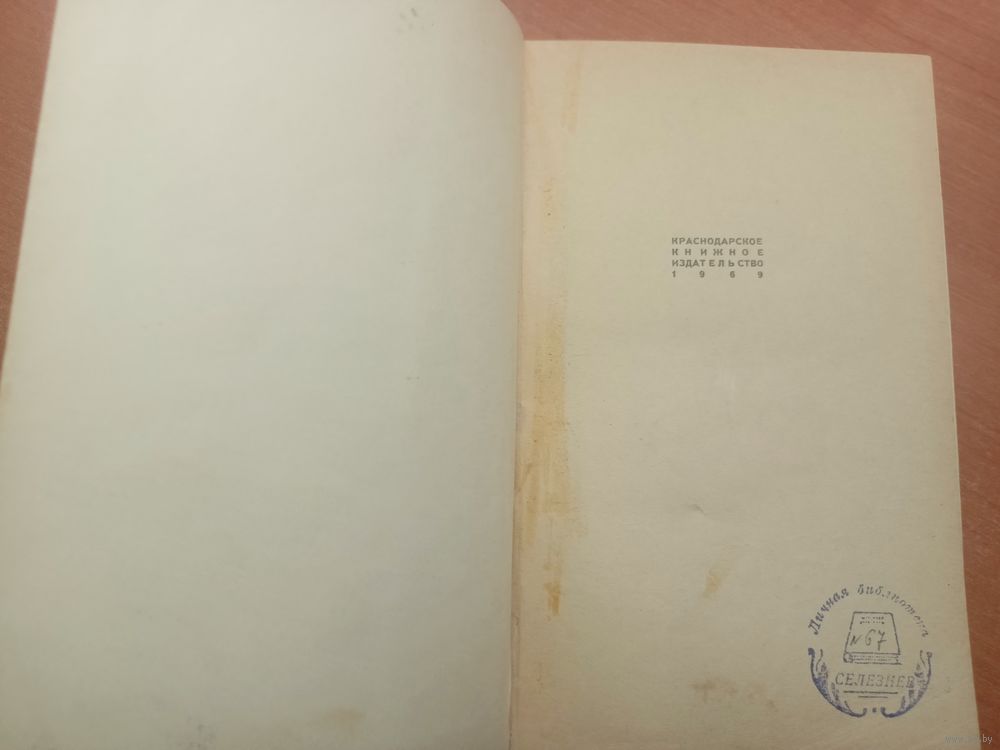 КРАСНОДАРСКОЕ
КНИЖНОЕ
ИЗДАТЕЛЬСТВО
1969
Личная библиотека
№67
СЕЛЕЗНЕВ